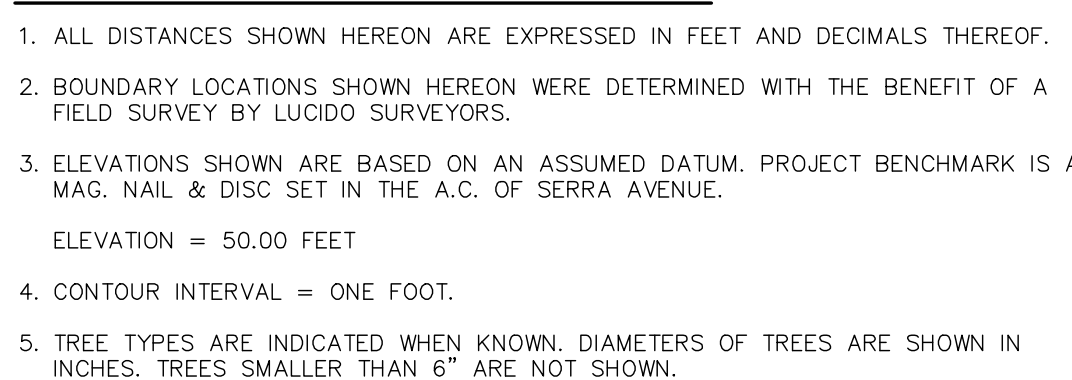 1. ALL DISTANCES SHOWN HEREON ARE EXPRESSED IN FEET AND DECIMALS THEREOF.
2. BOUNDARY LOCATIONS SHOWN HEREON WERE DETERMINED WITH THE BENEFIT OF A
FIELD SURVEY BY LUCIDO SURVEYORS.
3. ELEVATIONS SHOWN ARE BASED ON AN ASSUMED DATUM. PROJECT BENCHMARK IS A
MAG. NAIL & DISC SET IN THE A.C. OF SERRA AVENUE.
ELEVATION = 50.00 FEET
4. CONTOUR INTERVAL = ONE FOOT.
5. TREE TYPES ARE INDICATED WHEN KNOWN. DIAMETERS OF TREES ARE SHOWN IN
INCHES. TREES SMALLER THAN 6” ARE NOT SHOWN.